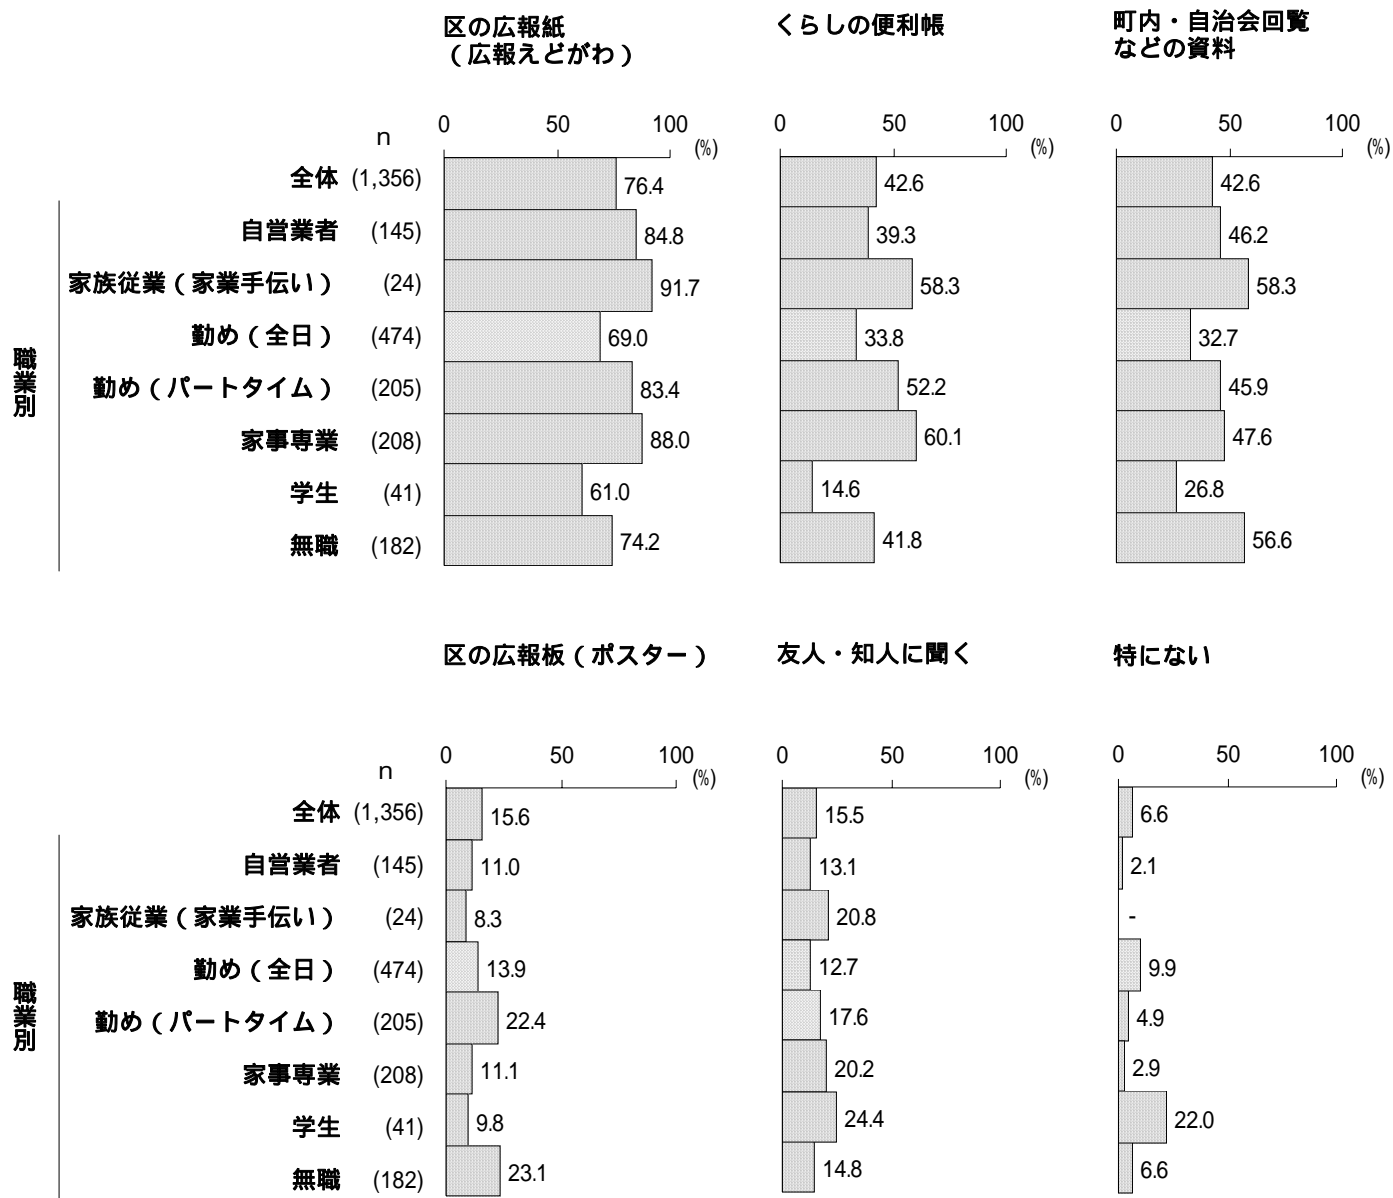 区の広報紙
（広報えどがわ）
くらしの便利帳
町内・自治会回覧
などの資料
n 0 50 100 (%) 0 50 100 (%) 0 50 100 (%)
全体 (1,356) 76.4 42.6 42.6
自営業者 (145) 84.8 39.3 46.2
家族従業（家業手伝い） (24) 91.7 58.3 58.3
勤め（全日） (474) 69.0 33.8 32.7
勤め（パートタイム） (205) 83.4 52.2 45.9
家事専業 (208) 88.0 60.1 47.6
学生 (41) 61.0 14.6 26.8
無職 (182) 74.2 41.8 56.6
職業別
区の広報板（ポスター） 友人・知人に聞く 特にない
n 0 50 100 (%) 0 50 100 (%) 0 50 100 (%)
全体 (1,356) 15.6 15.5 6.6
自営業者 (145) 11.0 13.1 2.1
家族従業（家業手伝い） (24) 8.3 20.8 -
勤め（全日） (474) 13.9 12.7 9.9
勤め（パートタイム） (205) 22.4 17.6 4.9
家事専業 (208) 11.1 20.2 2.9
学生 (41) 9.8 24.4 22.0
無職 (182) 23.1 14.8 6.6
職業別